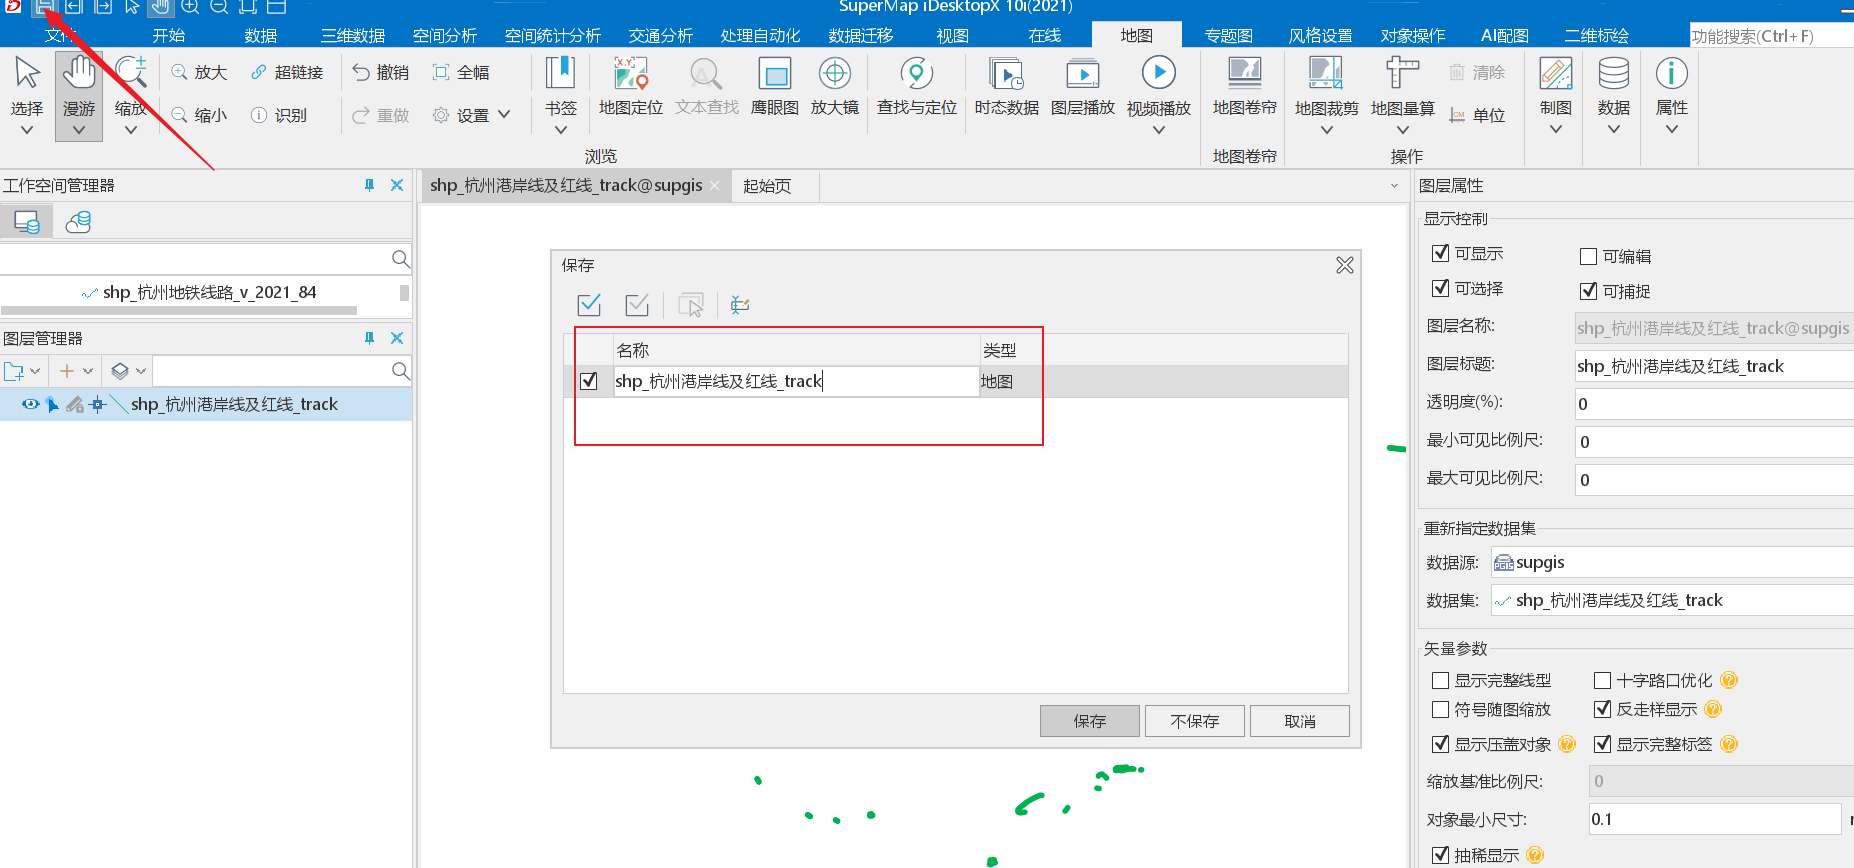 SuperMap iDesktopX 10i(2021)
文件 开始 数据 三维数据 空间分析 空间统计分析 交通分析 处理自动化 数据迁移 视图 在线 地图 专题图 风格设置 对象操作 AI配图 二维标绘 功能搜索(Ctrl+F)
选择 漫游 缩放 放大 超链接 撤销 全幅 书签 地图定位 文本查找 鹰眼图 放大镜 查找与定位 时态数据 图层播放 视频播放 地图卷帘 地图裁剪 地图量算 清除 制图 数据 属性
缩小 识别 重做 设置 单位
浏览 地图卷帘 操作
工作空间管理器
shp_杭州港岸线及红线_track@supgis 起始页
图层属性
shp_杭州地铁线路_v_2021_84
图层管理器
shp_杭州港岸线及红线_track
保存
名称 类型
shp_杭州港岸线及红线_track 地图
保存 不保存 取消
显示控制
可显示 可编辑
可选择 可捕捉
图层名称: shp_杭州港岸线及红线_track@supgis
图层标题: shp_杭州港岸线及红线_track
透明度(%): 0
最小可见比例尺: 0
最大可见比例尺: 0
重新指定数据集
数据源: supgis
数据集: shp_杭州港岸线及红线_track
矢量参数
显示完整线型 十字路口优化
符号随图缩放 反走样显示
显示压盖对象 显示完整标签
缩放基准比例尺: 0
对象最小尺寸: 0.1
抽稀显示